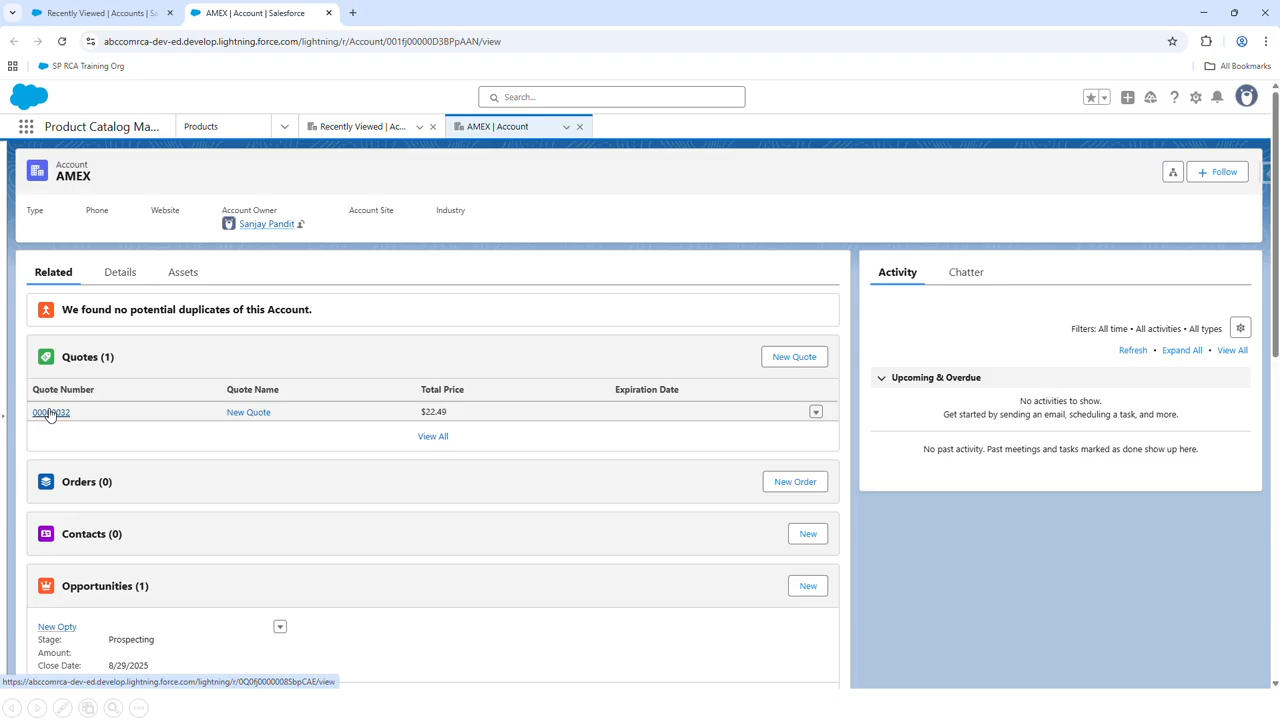 Recently Viewed | Accounts | Sa
AMEX | Account | Salesforce
abccomrca-dev-ed.develop.lightning.force.com/lightning/r/Account/001fj00000D3BPpAAN/view
SP RCA Training Org
All Bookmarks
Search...
Product Catalog Ma...
Products
Recently Viewed | Ac...
AMEX | Account
Account
AMEX
Follow
Type Phone Website Account Owner Account Site Industry
Sanjay Pandit
Related Details Assets
Activity Chatter
We found no potential duplicates of this Account.
Filters: All time • All activities • All types
Refresh • Expand All • View All
Quotes (1)
New Quote
Quote Number Quote Name Total Price Expiration Date
New Quote $22.49
View All
Upcoming & Overdue
No activities to show.
Get started by sending an email, scheduling a task, and more.
No past activity. Past meetings and tasks marked as done show up here.
Orders (0)
New Order
Contacts (0)
New
Opportunities (1)
New
New Opty
Stage: Prospecting
Amount:
Close Date: 8/29/2025
https://abccomrca-dev-ed.develop.lightning.force.com/lightning/r/0Q0fj0000008SbpCAE/view